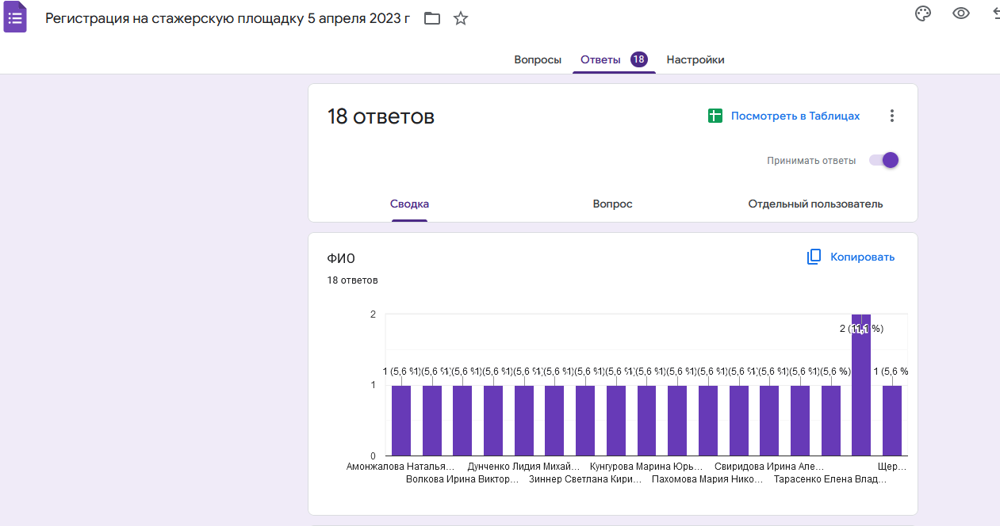 Регистрация на стажерскую площадку 5 апреля 2023 г
Вопросы Ответы 18 Настройки
18 ответов
Посмотреть в Таблицах
Принимать ответы
Сводка Вопрос Отдельный пользователь
ФИО
Копировать
18 ответов
2
2 (11,1 %)
1 (5,6 %1)(5,6 %1)(5,6 %1)(5,6 %1)(5,6 %1)(5,6 %1)(5,6 %1)(5,6 %1)(5,6 %1)(5,6 %1)(5,6 %1)(5,6 %1)(5,6 %1)(5,6 %1)(5,6 %) 1 (5,6 %
1
0
Амонжалова Наталья… Дунченко Лидия Михай… Кунгурова Марина Юрь… Свиридова Ирина Але… Щер…
Волкова Ирина Виктор… Зиннер Светлана Кири… Пахомова Мария Нико… Тарасенко Елена Влад…